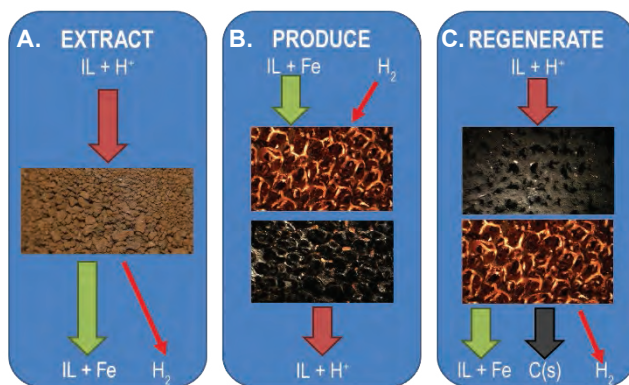 A. EXTRACT
IL + H⁺
IL + Fe H₂
B. PRODUCE
IL + Fe H₂
IL + H⁺
C. REGENERATE
IL + H⁺
IL + Fe C(s) H₂